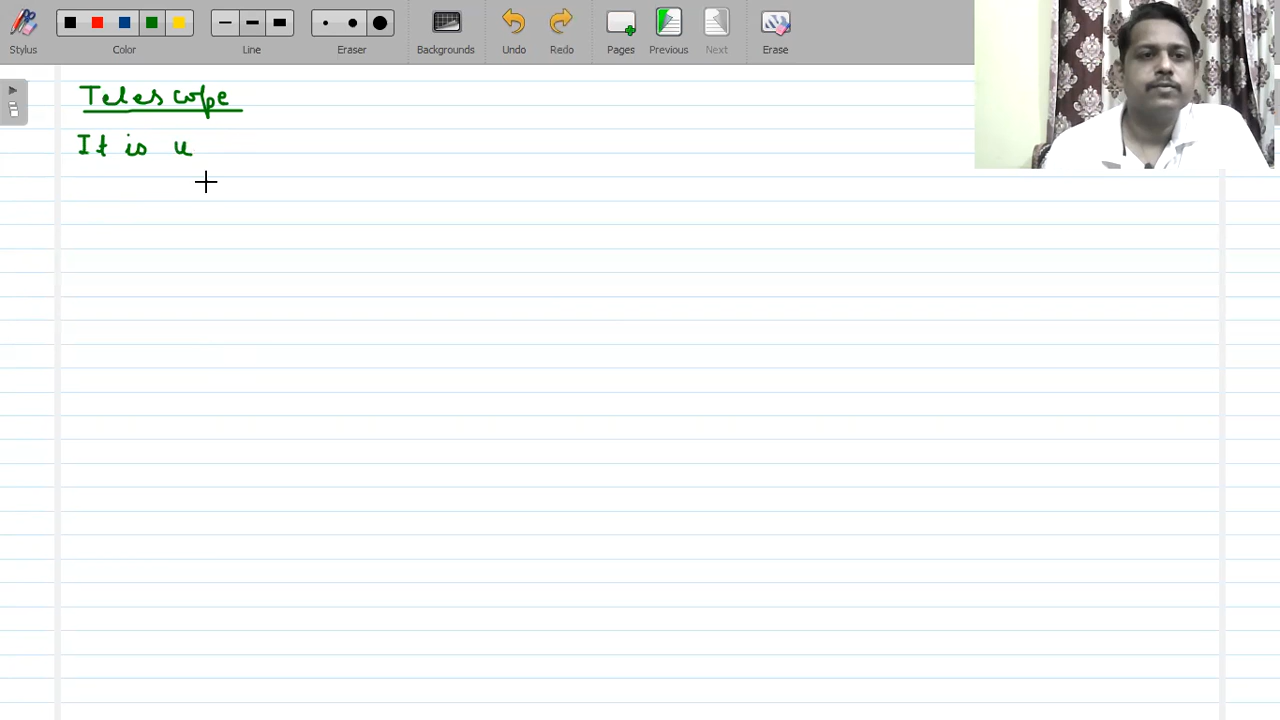 Stylus
Color
Line
Eraser
Backgrounds
Undo
Redo
Pages
Previous
Next
Erase
Telescope
It is u